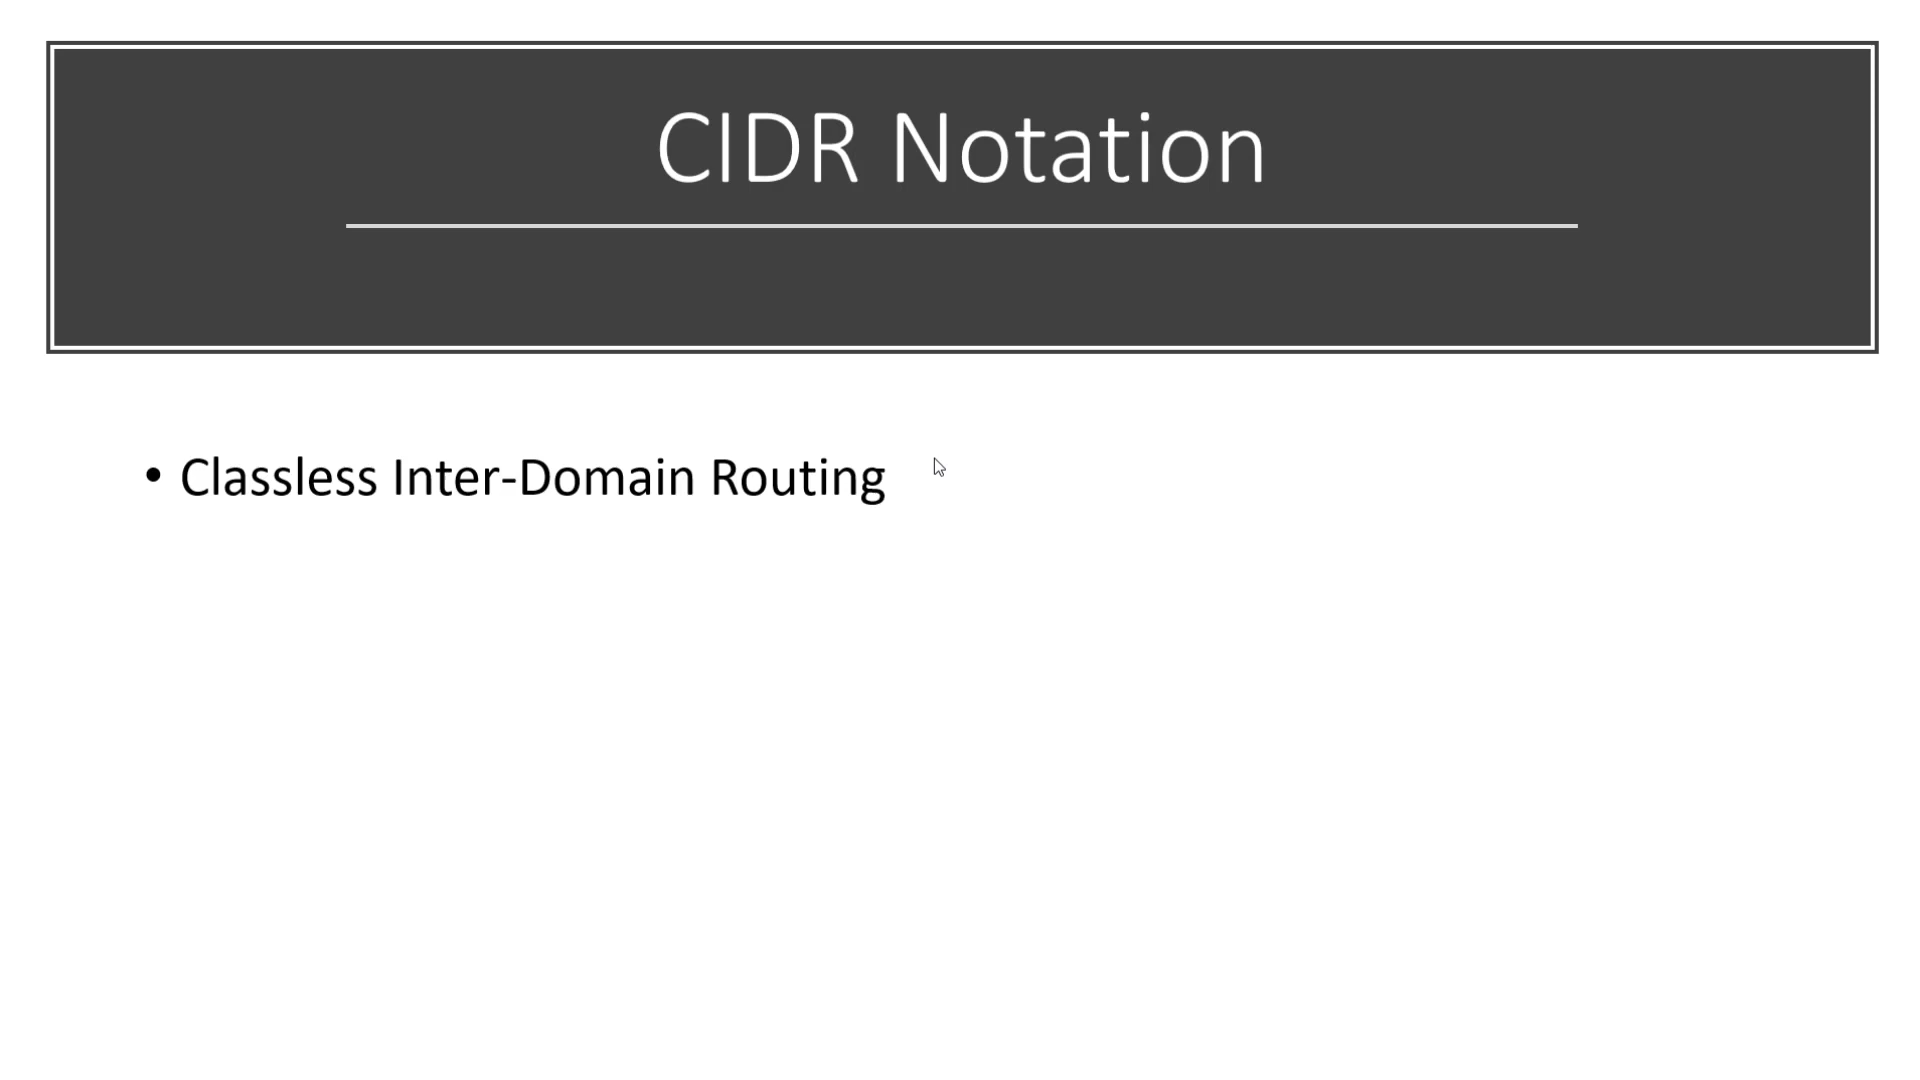 CIDR Notation
• Classless Inter-Domain Routing